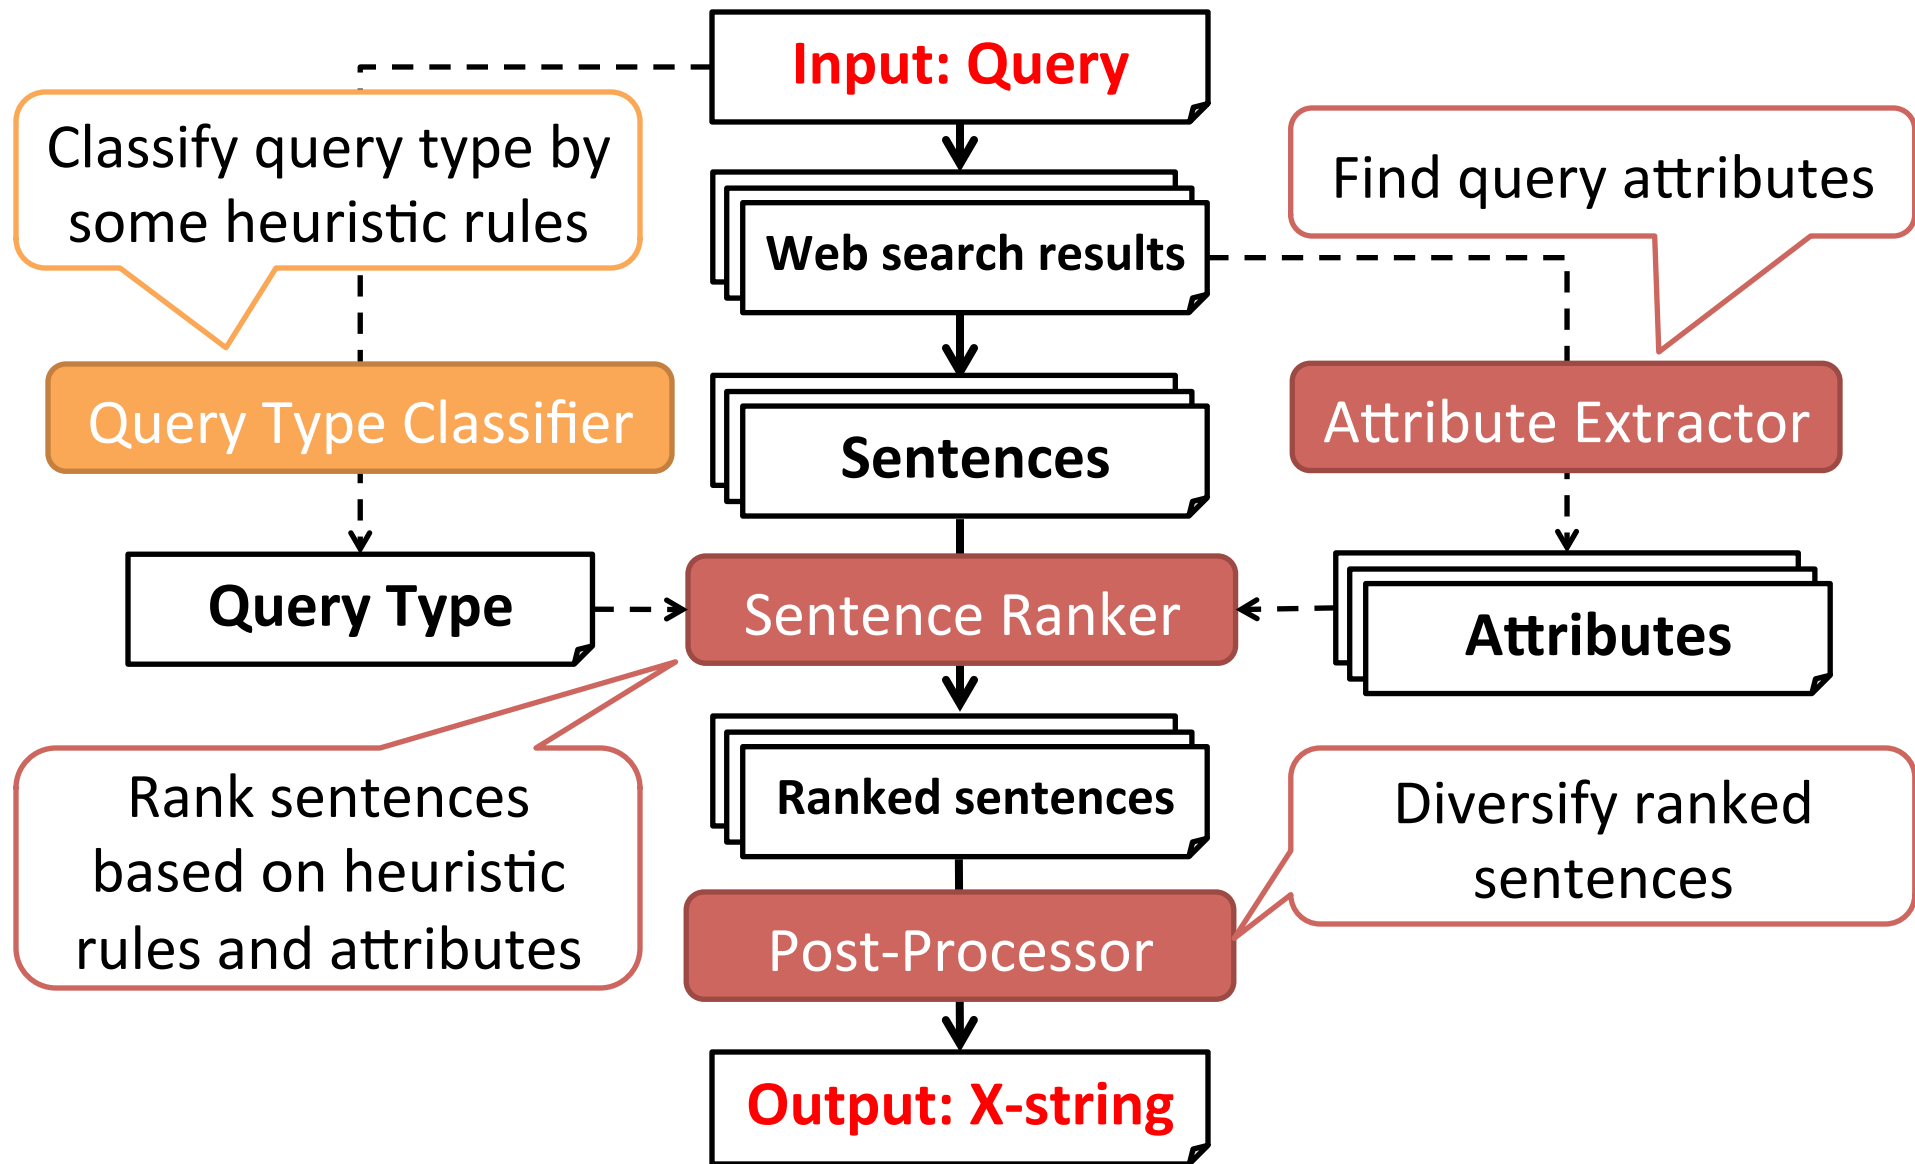 Input: Query
Classify query type by
some heuristic rules
Find query attributes
Web search results
Query Type Classifier
Sentences
Attribute Extractor
Query Type
Sentence Ranker
Attributes
Rank sentences
based on heuristic
rules and attributes
Ranked sentences
Diversify ranked
sentences
Post-Processor
Output: X-string